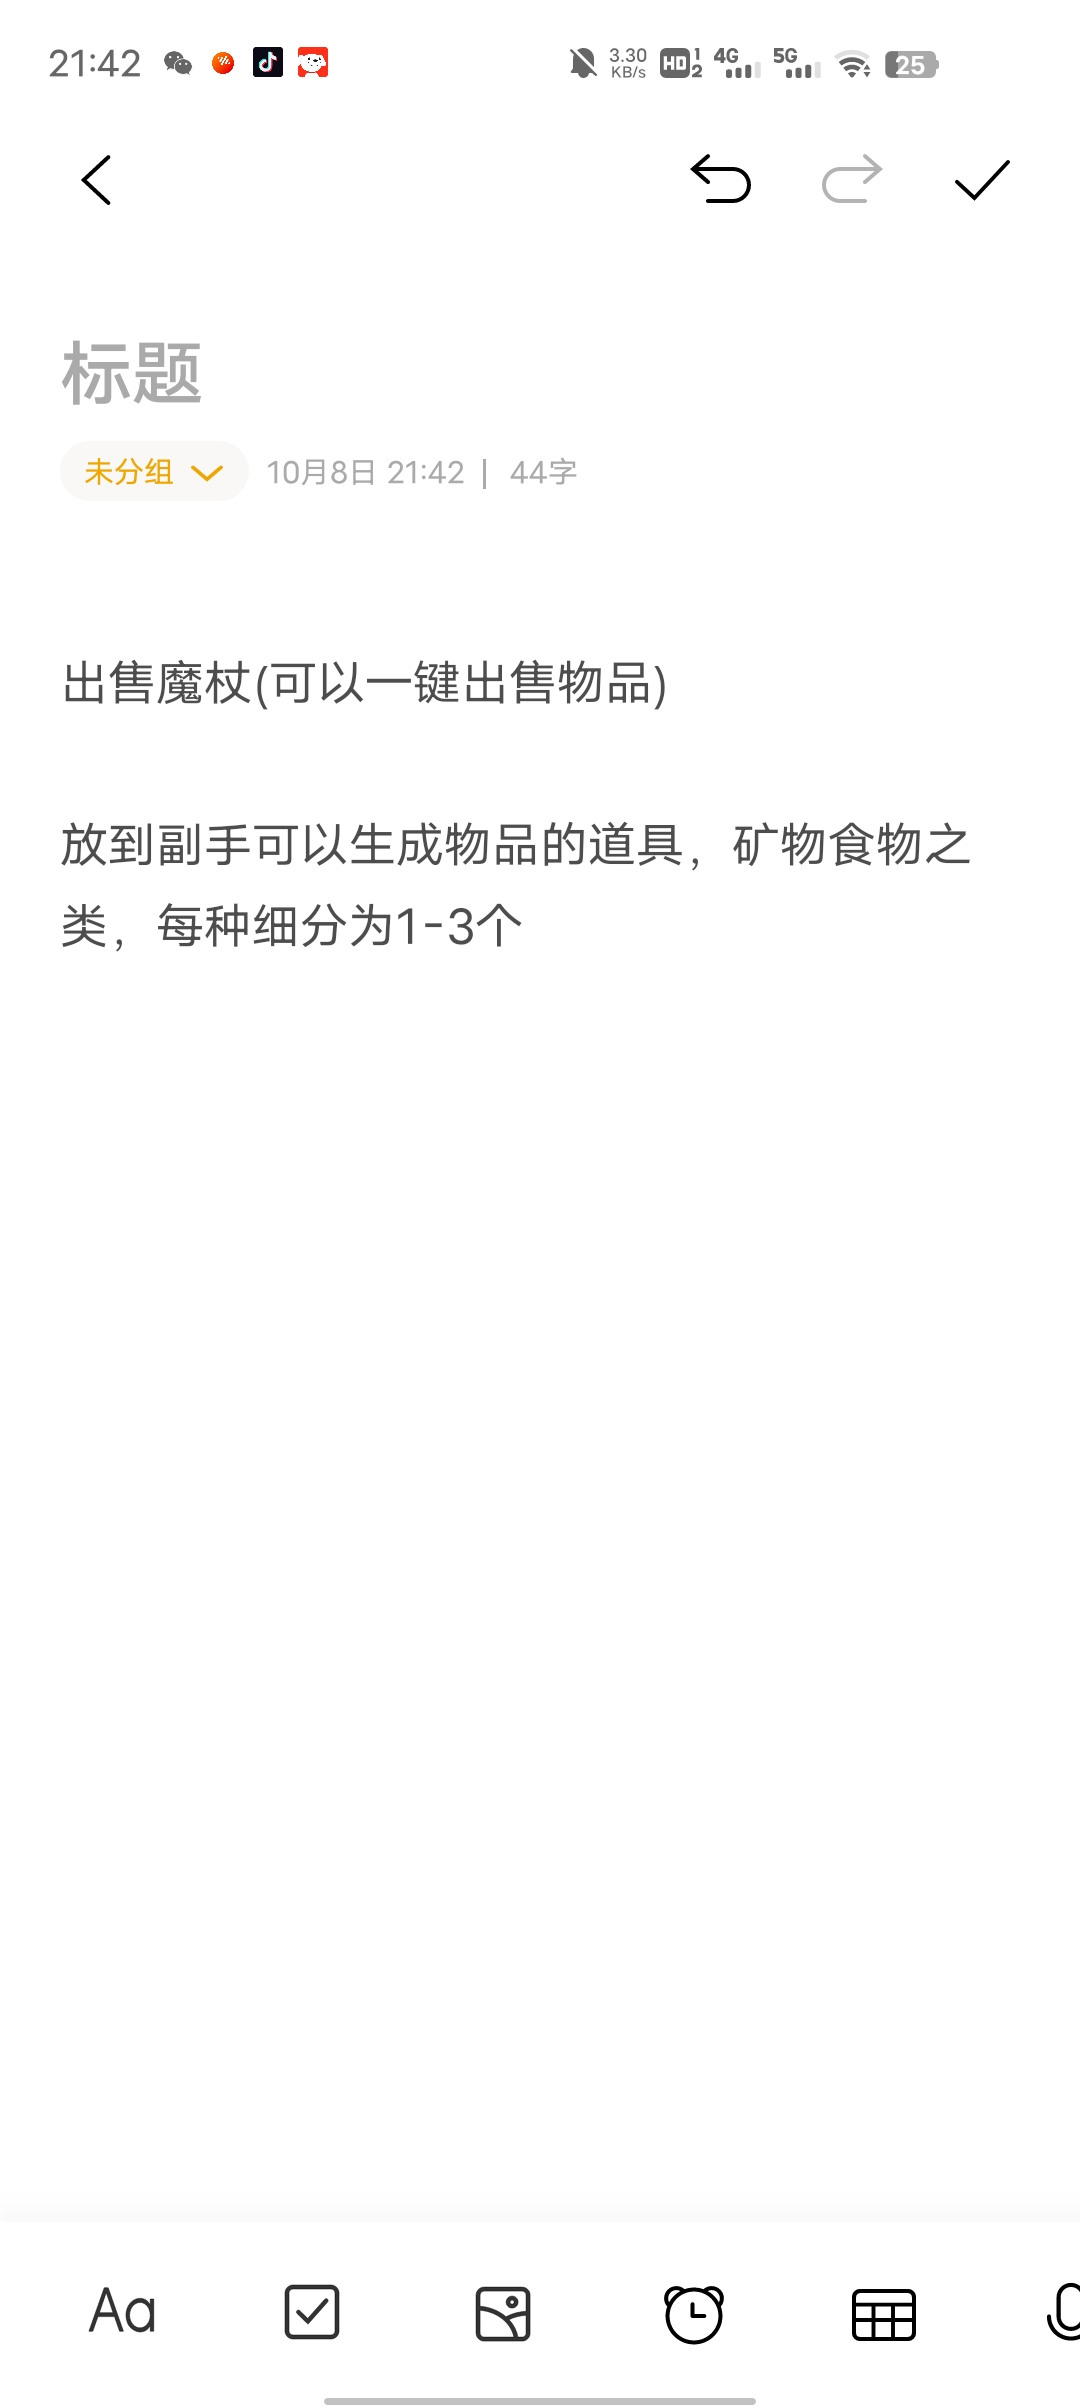 21:42 3.30 KB/s HD 1 2 4G 5G 25
标题
未分组 10月8日 21:42 | 44字
出售魔杖(可以一键出售物品)
放到副手可以生成物品的道具，矿物食物之
类，每种细分为1-3个
Aa